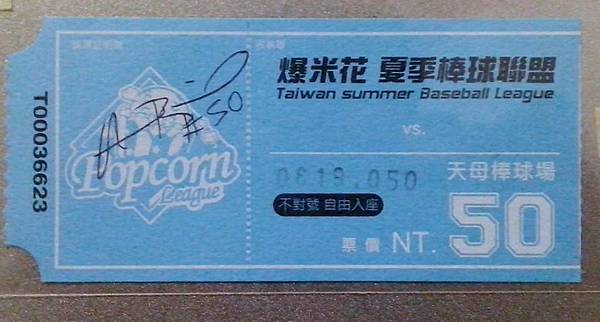 T00036623
#50
Popcorn
League
爆米花 夏季棒球聯盟
Taiwan summer Baseball League
vs.
0818.050
天母棒球場
不對號 自由入座
票價 NT. 50